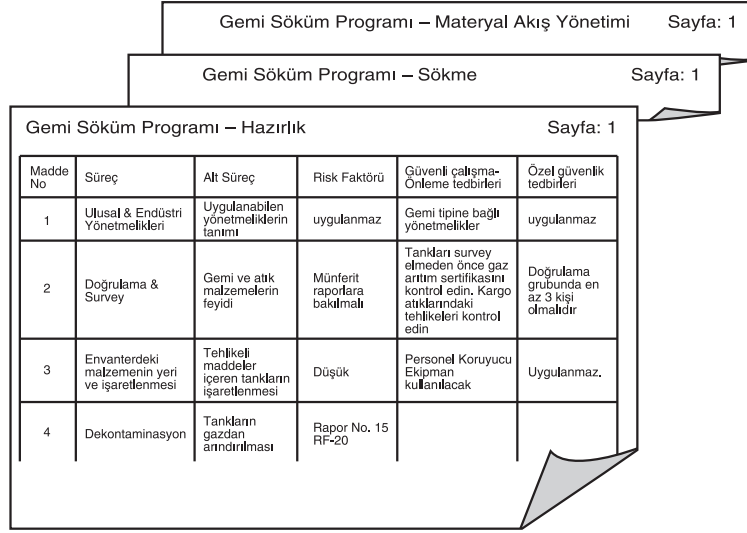 Gemi Söküm Programı – Materyal Akış Yönetimi Sayfa: 1
Gemi Söküm Programı – Sökme Sayfa: 1
Gemi Söküm Programı – Hazırlık Sayfa: 1
Madde
No
Süreç
Alt Süreç
Risk Faktörü
Güvenli çalışma-
Önleme tedbirleri
Özel güvenlik
tedbirleri
1
Ulusal & Endüstri
Yönetmelikleri
Uygulanabilen
yönetmeliklerin
tanımı
uygulanmaz
Gemi tipine bağlı
yönetmelikler
uygulanmaz
2
Doğrulama &
Survey
Gemi ve atık
malzemelerin
feyidi
Münferit
raporlara
bakılmalı
Tankları survey
elmeden önce gaz
arıtım sertifikasını
kontrol edin. Kargo
atıklarındaki
tehlikeleri kontrol
edin
Doğrulama
grubunda en
az 3 kişi
olmalıdır
3
Envanterdeki
malzemenin yeri
ve işaretlenmesi
Tehlikeli
maddeler
içeren tankların
işaretlenmesi
Düşük
Personel Koruyucu
Ekipman
kullanılacak
Uygulanmaz.
4
Dekontaminasyon
Tankların
gazdan
arındırılması
Rapor No. 15
RF-20